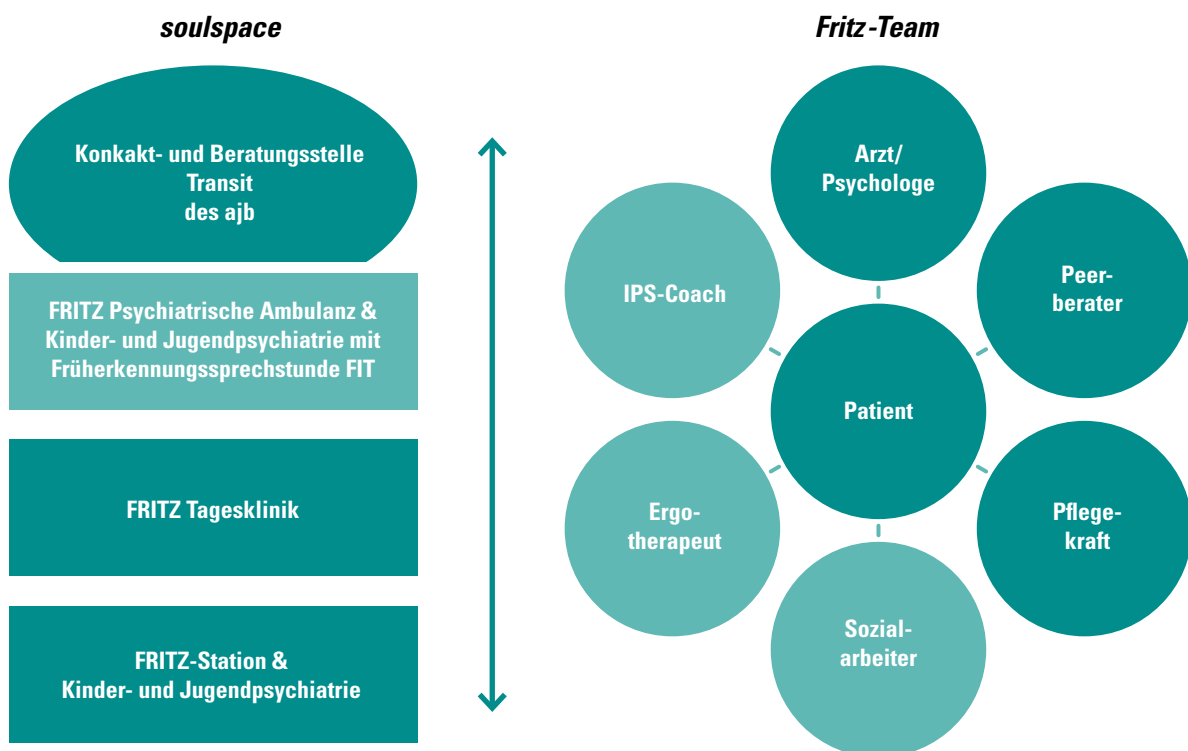 soulspace
Konkakt- und Beratungsstelle
Transit
des ajb
FRITZ Psychiatrische Ambulanz &
Kinder- und Jugendpsychiatrie mit
Früherkennungssprechstunde FIT
FRITZ Tagesklinik
FRITZ-Station &
Kinder- und Jugendpsychiatrie
Fritz-Team
Arzt/
Psychologe
IPS-Coach
Peer-
berater
Patient
Ergo-
therapeut
Pflege-
kraft
Sozial-
arbeiter